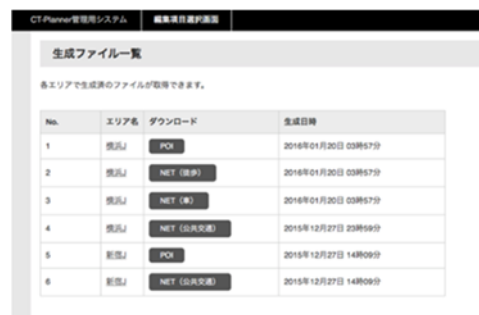 CT-Planner管理用システム 編集項目選択画面
生成ファイル一覧
各エリアで生成済のファイルが取得できます。
No. エリア名 ダウンロード 生成日時
1 横浜J POI 2016年01月20日 03時57分
2 横浜J NET（徒歩） 2016年01月20日 03時57分
3 横浜J NET（車） 2016年01月20日 03時57分
4 横浜J NET（公共交通） 2015年12月27日 23時59分
5 新宿J POI 2015年12月27日 14時09分
6 新宿J NET（公共交通） 2015年12月27日 14時09分